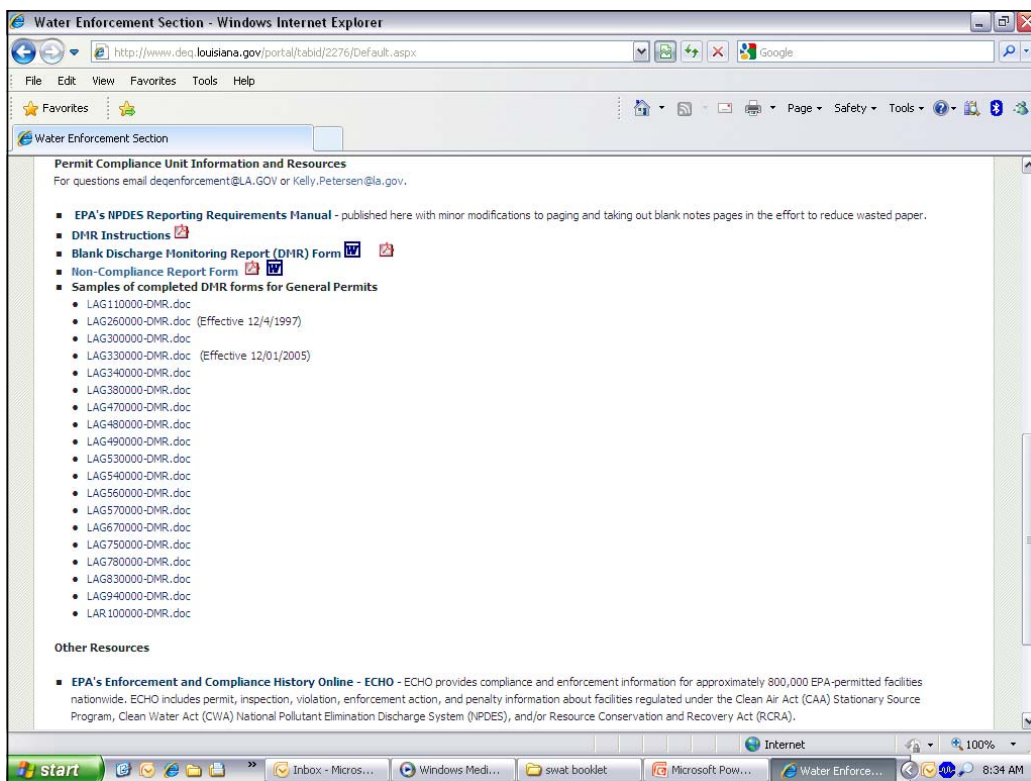 Water Enforcement Section - Windows Internet Explorer
http://www.deq.louisiana.gov/portal/tabid/2276/Default.aspx
Google
File Edit View Favorites Tools Help
Favorites
Page Safety Tools
Water Enforcement Section
Permit Compliance Unit Information and Resources
For questions email deqenforcement@LA.GOV or Kelly.Petersen@la.gov.
EPA's NPDES Reporting Requirements Manual - published here with minor modifications to paging and taking out blank notes pages in the effort to reduce wasted paper.
DMR Instructions
Blank Discharge Monitoring Report (DMR) Form
Non-Compliance Report Form
Samples of completed DMR forms for General Permits
LAG110000-DMR.doc
LAG260000-DMR.doc (Effective 12/4/1997)
LAG300000-DMR.doc
LAG330000-DMR.doc (Effective 12/01/2005)
LAG340000-DMR.doc
LAG380000-DMR.doc
LAG470000-DMR.doc
LAG480000-DMR.doc
LAG490000-DMR.doc
LAG530000-DMR.doc
LAG540000-DMR.doc
LAG560000-DMR.doc
LAG570000-DMR.doc
LAG670000-DMR.doc
LAG750000-DMR.doc
LAG780000-DMR.doc
LAG830000-DMR.doc
LAG940000-DMR.doc
LAR100000-DMR.doc
Other Resources
EPA's Enforcement and Compliance History Online - ECHO - ECHO provides compliance and enforcement information for approximately 800,000 EPA-permitted facilities
nationwide. ECHO includes permit, inspection, violation, enforcement action, and penalty information about facilities regulated under the Clean Air Act (CAA) Stationary Source
Program, Clean Water Act (CWA) National Pollutant Elimination Discharge System (NPDES), and/or Resource Conservation and Recovery Act (RCRA).
Internet 100%
start Inbox - Micros... Windows Medi... swat booklet Microsoft Pow... Water Enforce... 8:34 AM